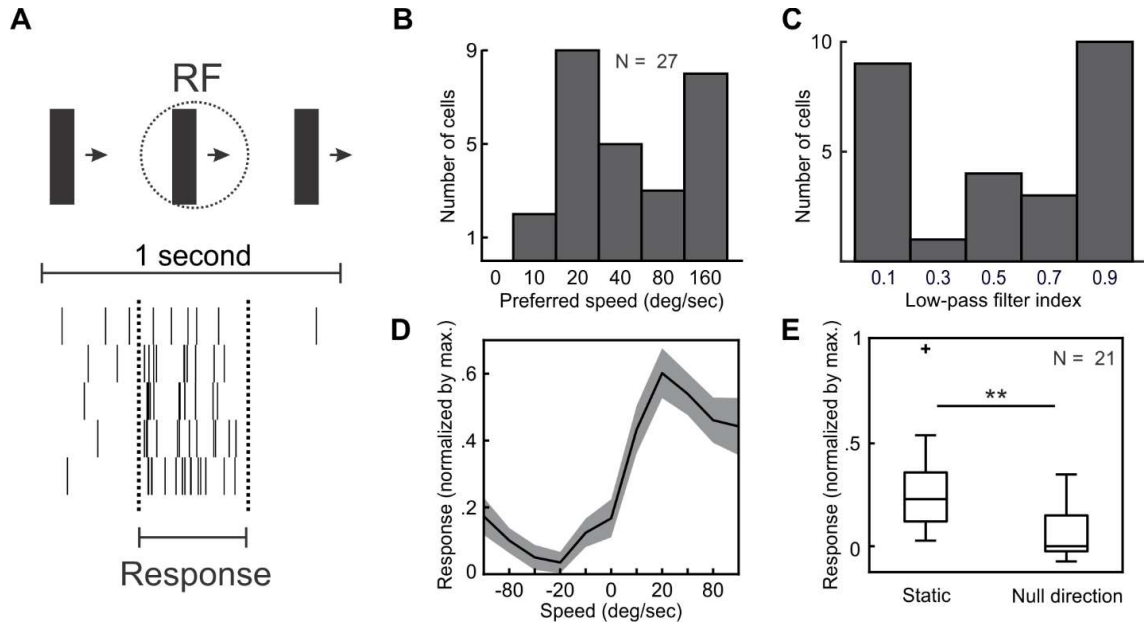 A
RF
1 second
Response
B
Number of cells
9
5
1
N = 27
0 10 20 40 80 160
Preferred speed (deg/sec)
C
Number of cells
10
5
0.1 0.3 0.5 0.7 0.9
Low-pass filter index
D
Response (normalized by max.)
.6
.4
.2
0
-80 -20 0 20 80
Speed (deg/sec)
E
Response (normalized by max.)
1
.5
0
N = 21
+
**
Static Null direction